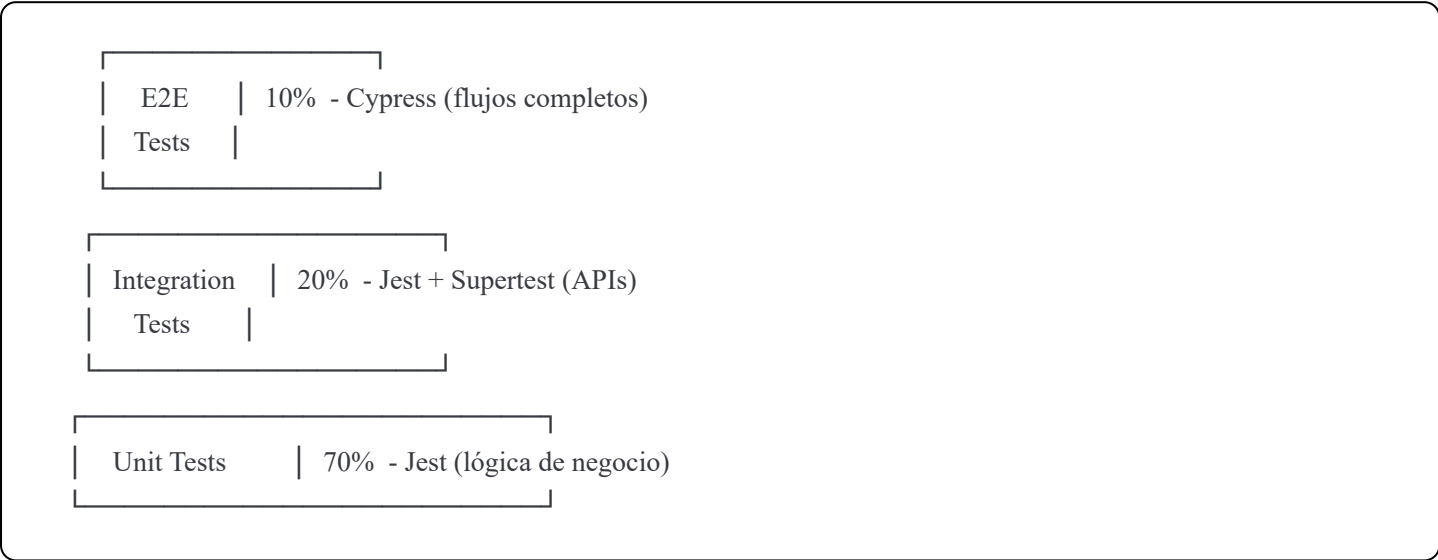 E2E 10% - Cypress (flujos completos)
Tests
Integration 20% - Jest + Supertest (APIs)
Tests
Unit Tests 70% - Jest (lógica de negocio)